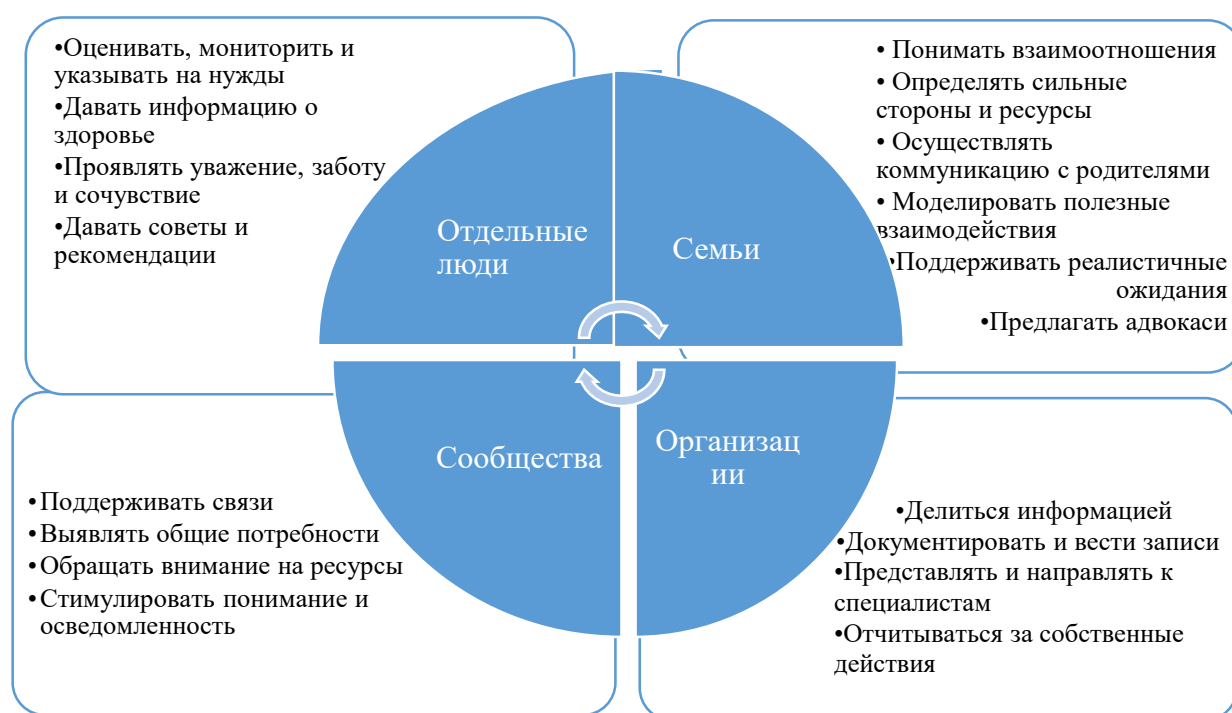 •Оценивать, мониторить и
указывать на нужды
•Давать информацию о
здоровье
•Проявлять уважение, заботу
и сочувствие
•Давать советы и
рекомендации
• Понимать взаимоотношения
• Определять сильные
стороны и ресурсы
• Осуществлять
коммуникацию с родителями
• Моделировать полезные
взаимодействия
•Поддерживать реалистичные
ожидания
•Предлагать адвокаси
Отдельные
люди
Семьи
Сообщества
Организац
ии
•Поддерживать связи
•Выявлять общие потребности
•Обращать внимание на ресурсы
•Стимулировать понимание и
осведомленность
•Делиться информацией
•Документировать и вести записи
•Представлять и направлять к
специалистам
•Отчитываться за собственные
действия